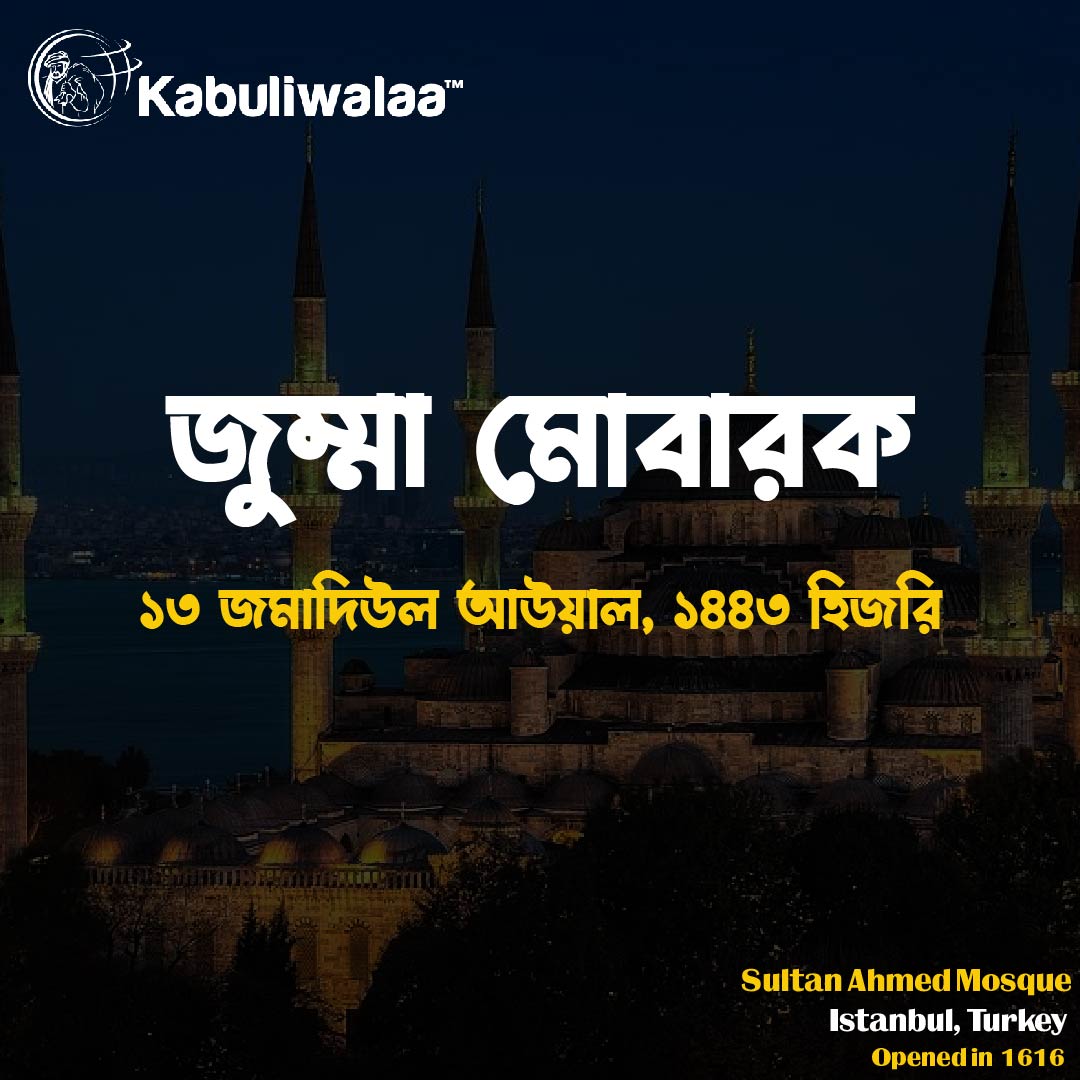 Kabuliwalaa™
জুম্মা মোবারক
১৩ জমাদিউল আউয়াল, ১৪৪৩ হিজরি
Sultan Ahmed Mosque
Istanbul, Turkey
Opened in 1616